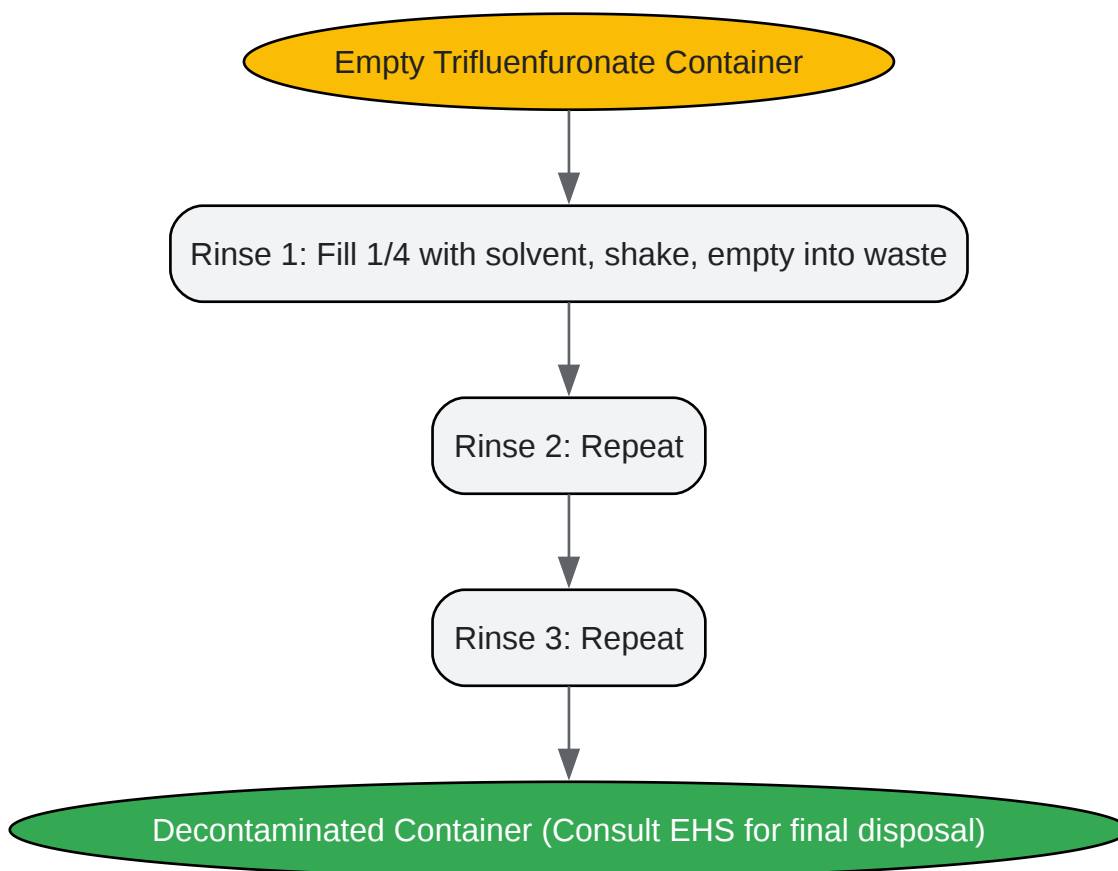 Empty Trifluenfuronate Container
Rinse 1: Fill 1/4 with solvent, shake, empty into waste
Rinse 2: Repeat
Rinse 3: Repeat
Decontaminated Container (Consult EHS for final disposal)